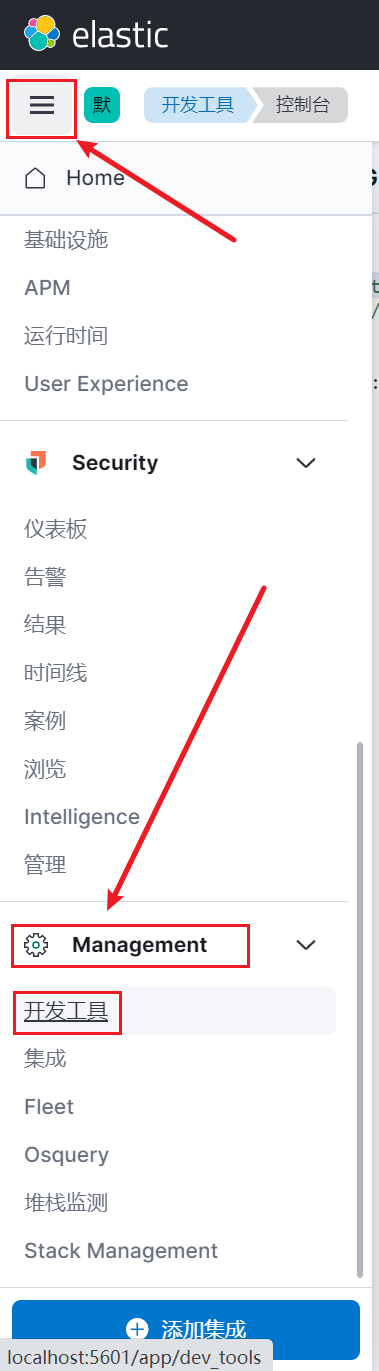 elastic
默 开发工具 控制台
Home
基础设施
APM
运行时间
User Experience
Security
仪表板
告警
结果
时间线
案例
浏览
Intelligence
管理
Management
开发工具
集成
Fleet
Osquery
堆栈监测
Stack Management
添加集成
localhost:5601/app/dev_tools